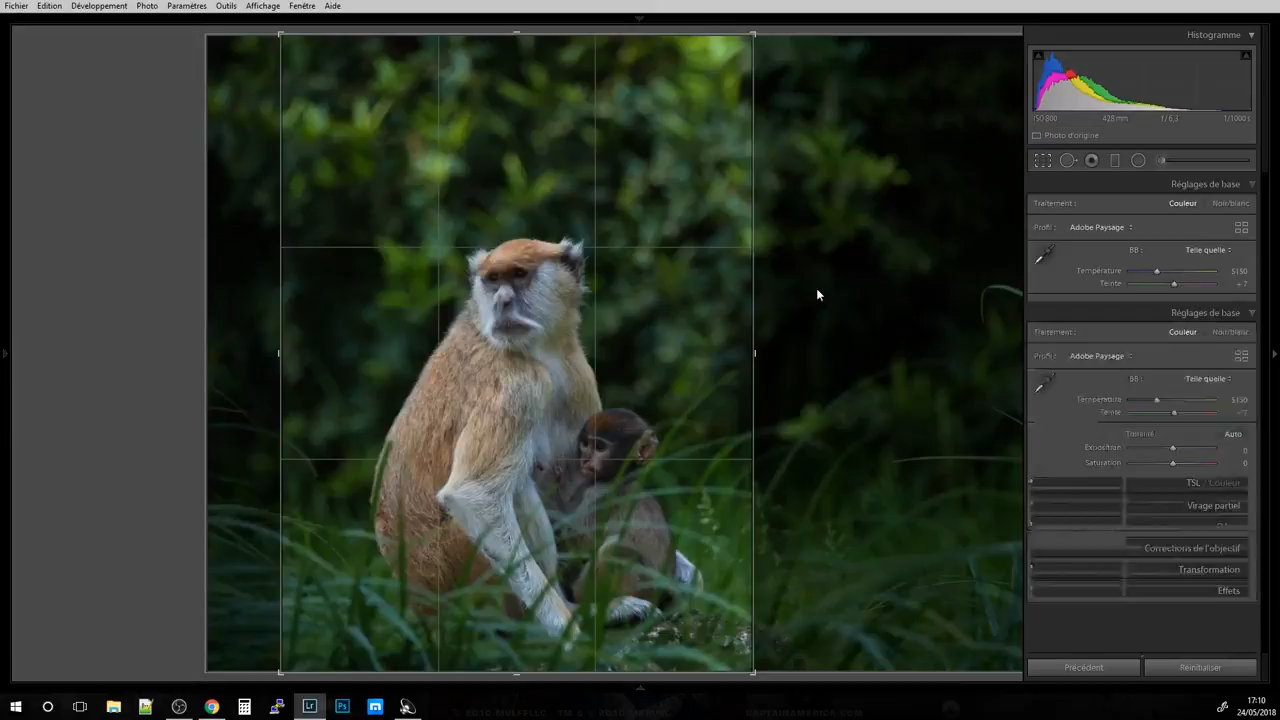 Fichier Edition Développement Photo Paramètres Outils Affichage Fenêtre Aide
Histogramme
ISO 800 428 mm f / 6,3 1/1000 s
Photo d'origine
Réglages de base
Traitement : Couleur Noir/blanc
Profil : Adobe Paysage
BB : Telle quelle
Température 5150
Teinte + 7
Réglages de base
Traitement : Couleur Noir/blanc
Profil : Adobe Paysage
BB : Telle quelle
Température 5150
Teinte
Tonalité Auto
Exposition 0
Saturation 0
TSL / Couleur
Virage partiel
Corrections de l'objectif
Transformation
Effets
Précédent Réinitialiser
Lr Ps
17:10
24/05/2018